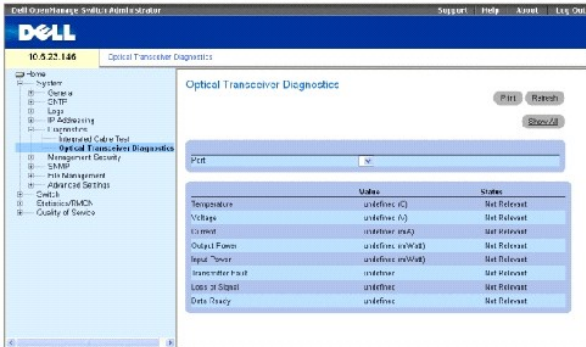 Dell OpenManage Switch Administrator
Support Help About Log Out
DELL
10.6.23.146
Optical Transceiver Diagnostics
Home
System
General
SNTP
Logs
IP Addressing
Diagnostics
Integrated Cable Test
Optical Transceiver Diagnostics
Management Security
SNMP
File Management
Advanced Settings
Switch
Statistics/RMON
Quality of Service
Optical Transceiver Diagnostics
Print Refresh
Show All
Port
Value Status
Temperature undefined (C) Not Relevant
Voltage undefined (V) Not Relevant
Current undefined (mA) Not Relevant
Output Power undefined (mWatt) Not Relevant
Input Power undefined (mWatt) Not Relevant
Transmitter Fault undefined Not Relevant
Loss of Signal undefined Not Relevant
Data Ready undefined Not Relevant